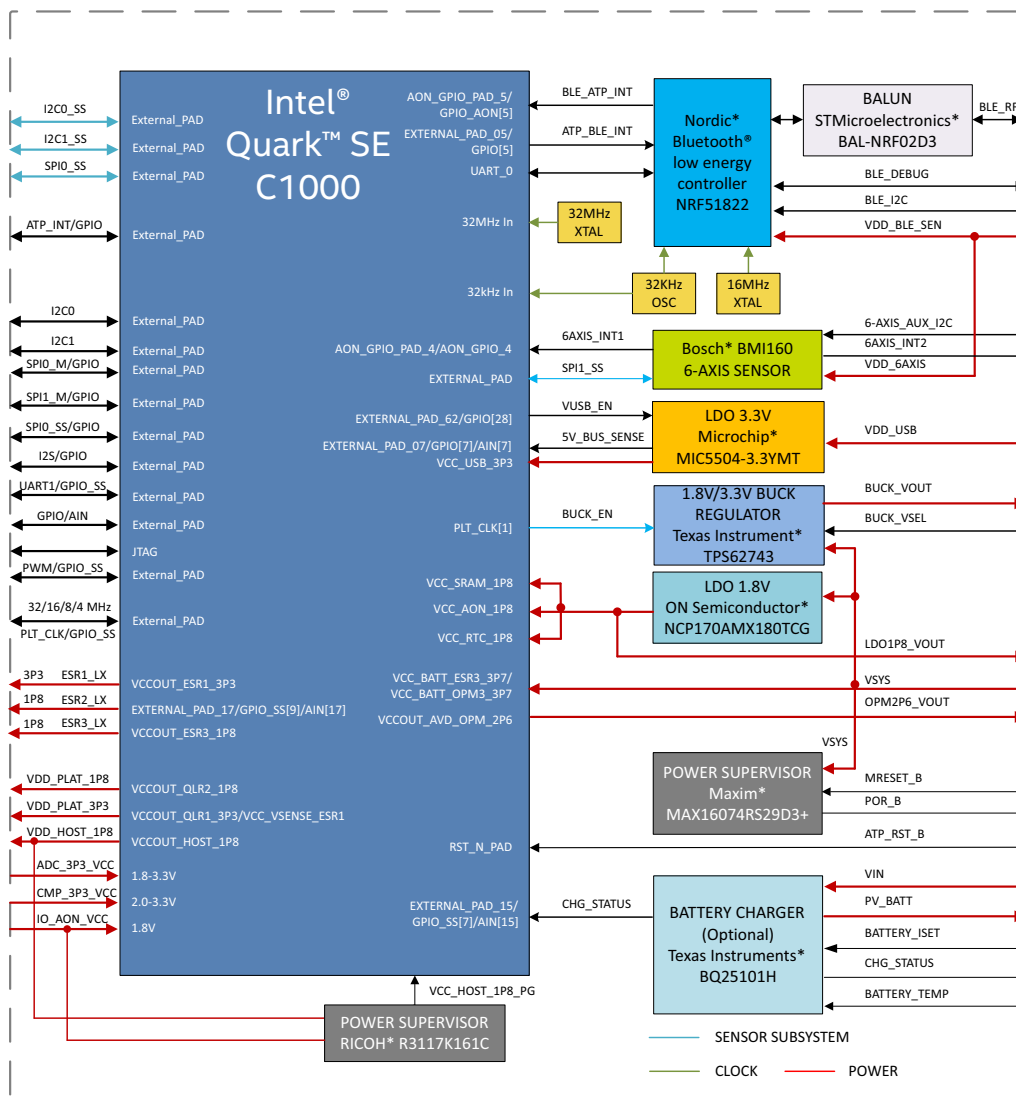 I2C0_SS
I2C1_SS
SPI0_SS
ATP_INT/GPIO
I2C0
I2C1
SPI0_M/GPIO
SPI1_M/GPIO
SPI0_SS/GPIO
I2S/GPIO
UART1/GPIO_SS
GPIO/AIN
PWM/GPIO_SS
32/16/8/4 MHz
PLT_CLK/GPIO_SS
3P3 ESR1_LX
1P8 ESR2_LX
1P8 ESR3_LX
VDD_PLAT_1P8
VDD_PLAT_3P3
VDD_HOST_1P8
ADC_3P3_VCC
CMP_3P3_VCC
IO_AON_VCC
Intel®
Quark™ SE
C1000
External_PAD
External_PAD
External_PAD
External_PAD
External_PAD
External_PAD
External_PAD
External_PAD
External_PAD
External_PAD
External_PAD
External_PAD
JTAG
External_PAD
External_PAD
VCCOUT_ESR1_3P3
EXTERNAL_PAD_17/GPIO_SS[9]/AIN[17]
VCCOUT_ESR3_1P8
VCCOUT_QLR2_1P8
VCCOUT_QLR1_3P3/VCC_VSENSE_ESR1
VCCOUT_HOST_1P8
1.8-3.3V
2.0-3.3V
1.8V
AON_GPIO_PAD_5/
GPIO_AON[5]
EXTERNAL_PAD_05/
GPIO[5]
UART_0
32MHz In
32kHz In
AON_GPIO_PAD_4/AON_GPIO_4
EXTERNAL_PAD
EXTERNAL_PAD_62/GPIO[28]
EXTERNAL_PAD_07/GPIO[7]/AIN[7]
VCC_USB_3P3
PLT_CLK[1]
VCC_SRAM_1P8
VCC_AON_1P8
VCC_RTC_1P8
VCC_BATT_ESR3_3P7/
VCC_BATT_OPM3_3P7
VCCOUT_AVD_OPM_2P6
RST_N_PAD
EXTERNAL_PAD_15/
GPIO_SS[7]/AIN[15]
BLE_ATP_INT
ATP_BLE_INT
32MHz
XTAL
32KHz
OSC
16MHz
XTAL
6AXIS_INT1
SPI1_SS
VUSB_EN
5V_BUS_SENSE
BUCK_EN
CHG_STATUS
Nordic*
Bluetooth®
low energy
controller
NRF51822
BALUN
STMicroelectronics*
BAL-NRF02D3
BLE_RF
BLE_DEBUG
BLE_I2C
VDD_BLE_SEN
Bosch* BMI160
6-AXIS SENSOR
6-AXIS_AUX_I2C
6AXIS_INT2
VDD_6AXIS
LDO 3.3V
Microchip*
MIC5504-3.3YMT
VDD_USB
1.8V/3.3V BUCK
REGULATOR
Texas Instrument*
TPS62743
BUCK_VOUT
BUCK_VSEL
LDO 1.8V
ON Semiconductor*
NCP170AMX180TCG
LDO1P8_VOUT
VSYS
OPM2P6_VOUT
VSYS
POWER SUPERVISOR
Maxim*
MAX16074RS29D3+
MRESET_B
POR_B
ATP_RST_B
BATTERY CHARGER
(Optional)
Texas Instruments*
BQ25101H
VIN
PV_BATT
BATTERY_ISET
CHG_STATUS
BATTERY_TEMP
VCC_HOST_1P8_PG
POWER SUPERVISOR
RICOH* R3117K161C
SENSOR SUBSYSTEM
CLOCK
POWER